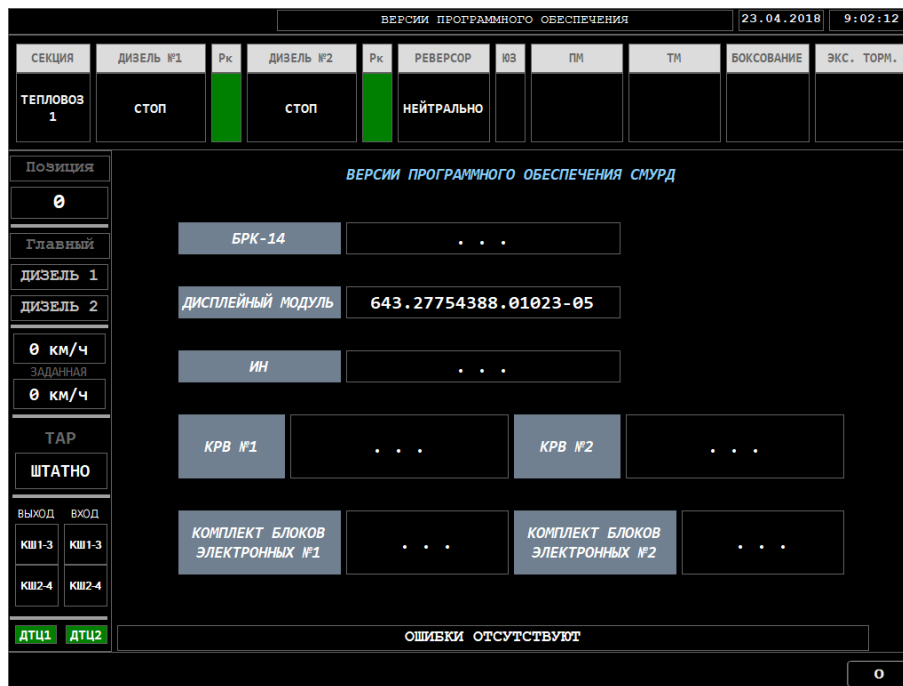 ВЕРСИИ ПРОГРАММНОГО ОБЕСПЕЧЕНИЯ 23.04.2018 9:02:12
СЕКЦИЯ ДИЗЕЛЬ №1 Рк ДИЗЕЛЬ №2 Рк РЕВЕРСОР ЮЗ ПМ ТМ БОКСОВАНИЕ ЭКС. ТОРМ.
ТЕПЛОВОЗ
1
СТОП СТОП НЕЙТРАЛЬНО
Позиция
0
Главный
ДИЗЕЛЬ 1
ДИЗЕЛЬ 2
0 км/ч
ЗАДАННАЯ
0 км/ч
ТАР
ШТАТНО
ВЫХОД ВХОД
КШ1-3 КШ1-3
КШ2-4 КШ2-4
ДТЦ1 ДТЦ2
ВЕРСИИ ПРОГРАММНОГО ОБЕСПЕЧЕНИЯ СМУРД
БРК-14 . . .
ДИСПЛЕЙНЫЙ МОДУЛЬ 643.27754388.01023-05
ИН . . .
КРВ №1 . . . КРВ №2 . . .
КОМПЛЕКТ БЛОКОВ
ЭЛЕКТРОННЫХ №1
. . .
КОМПЛЕКТ БЛОКОВ
ЭЛЕКТРОННЫХ №2
. . .
ОШИБКИ ОТСУТСТВУЮТ
0